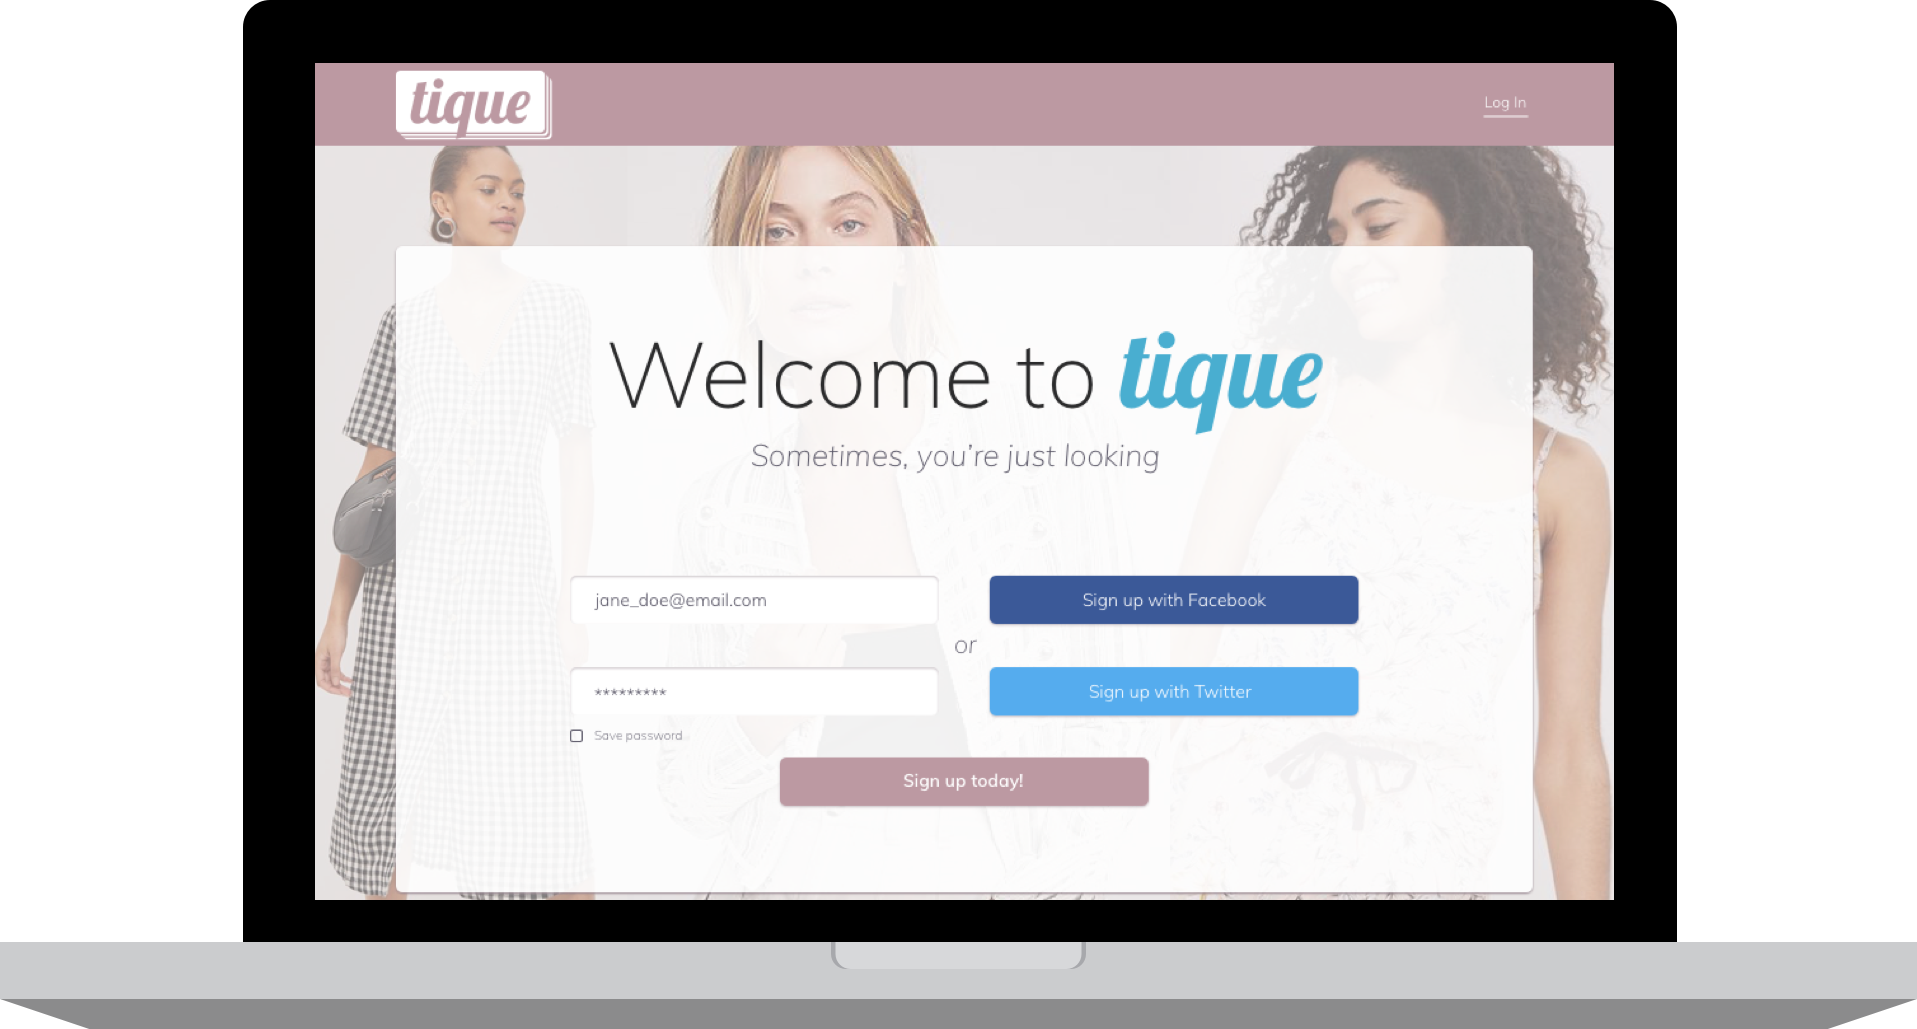 tique
Log In
Welcome to tique
Sometimes, you're just looking
jane_doe@email.com
Sign up with Facebook
or
*********
Sign up with Twitter
Save password
Sign up today!